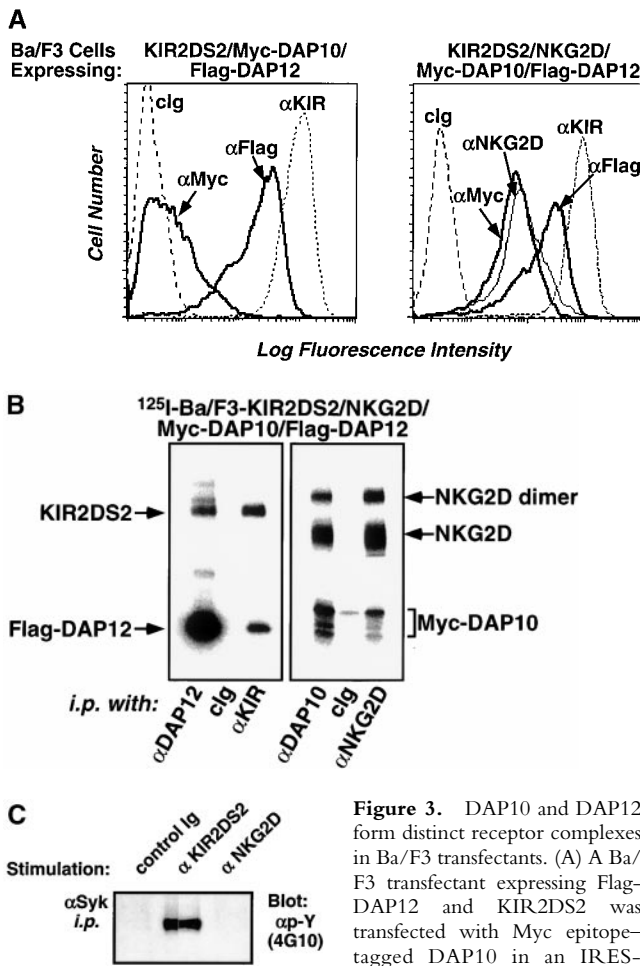 A
Ba/F3 Cells Expressing:
KIR2DS2/Myc-DAP10/
Flag-DAP12
KIR2DS2/NKG2D/
Myc-DAP10/Flag-DAP12
cIg
αKIR
αFlag
αMyc
cIg
αKIR
αNKG2D
αFlag
αMyc
Cell Number
Log Fluorescence Intensity
B
125I-Ba/F3-KIR2DS2/NKG2D/
Myc-DAP10/Flag-DAP12
KIR2DS2
NKG2D dimer
NKG2D
Flag-DAP12
Myc-DAP10
i.p. with:
αDAP12
cIg
αKIR
αDAP10
cIg
αNKG2D
C
Stimulation:
control Ig
α KIR2DS2
α NKG2D
αSyk
i.p.
Blot:
αp-Y
(4G10)
Figure 3. DAP10 and DAP12
form distinct receptor complexes
in Ba/F3 transfectants. (A) A Ba/
F3 transfectant expressing Flag–
DAP12 and KIR2DS2 was
transfected with Myc epitope–
tagged DAP10 in an IRES–